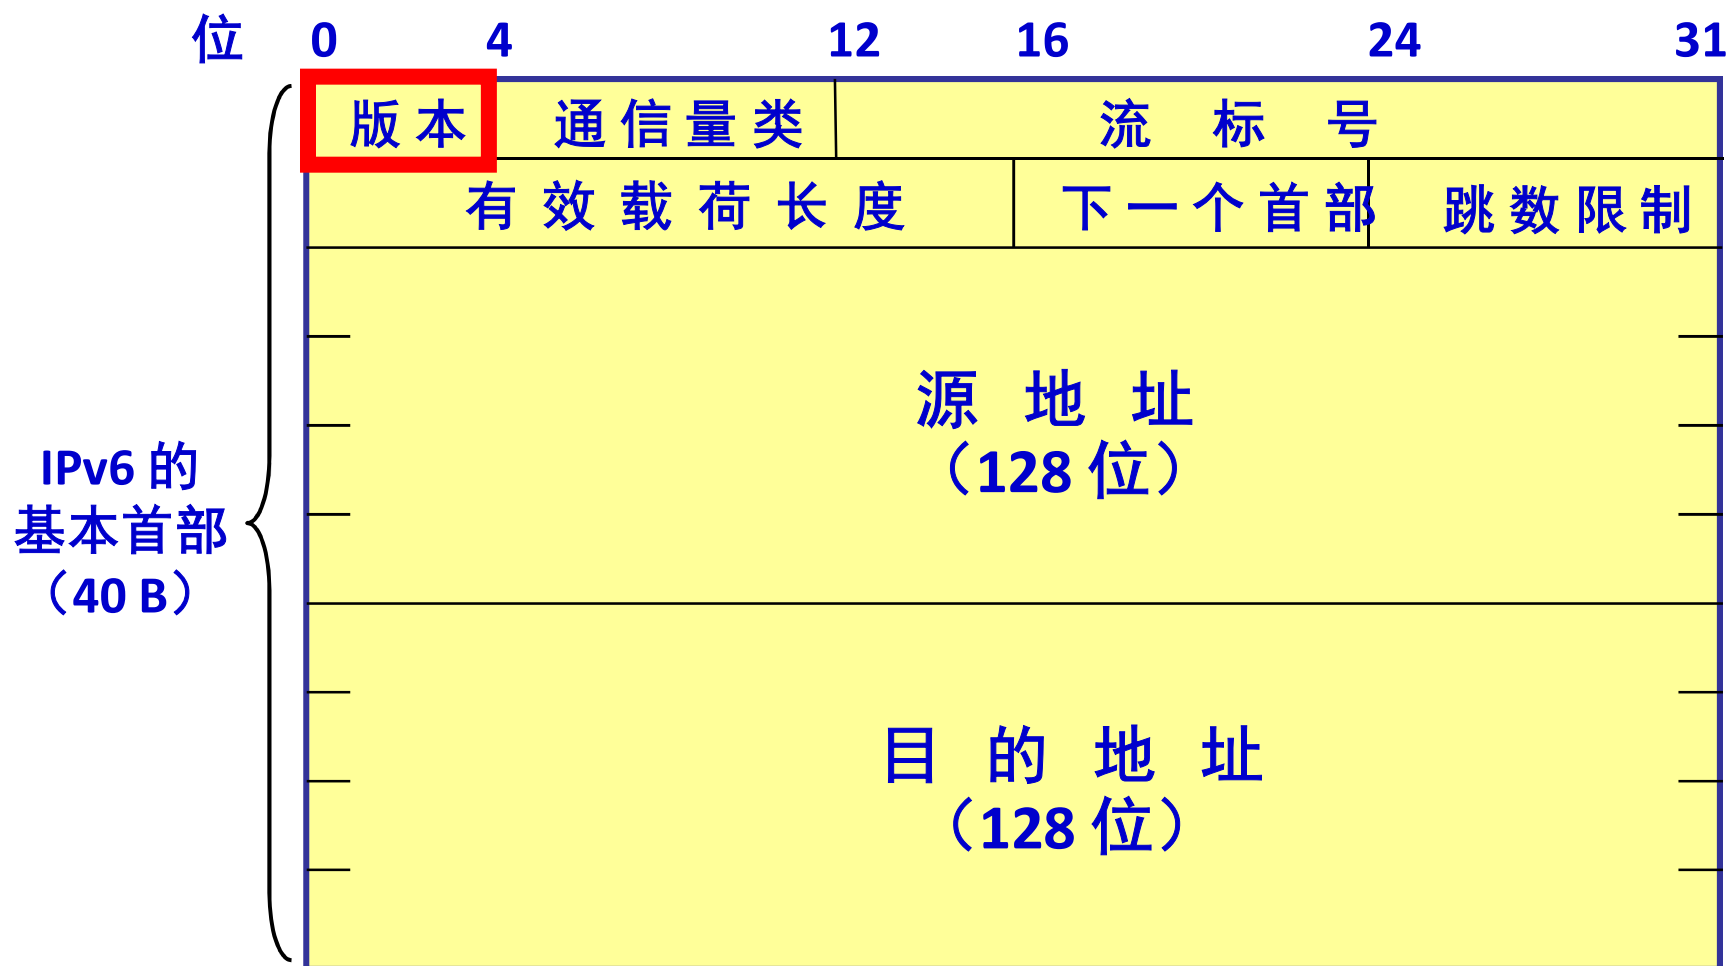 位 0 4 12 16 24 31
版本 通信量类 流标号
有效载荷长度 下一个首部 跳数限制
源地址
（128 位）
IPv6 的
基本首部
（40 B）
目的地址
（128 位）